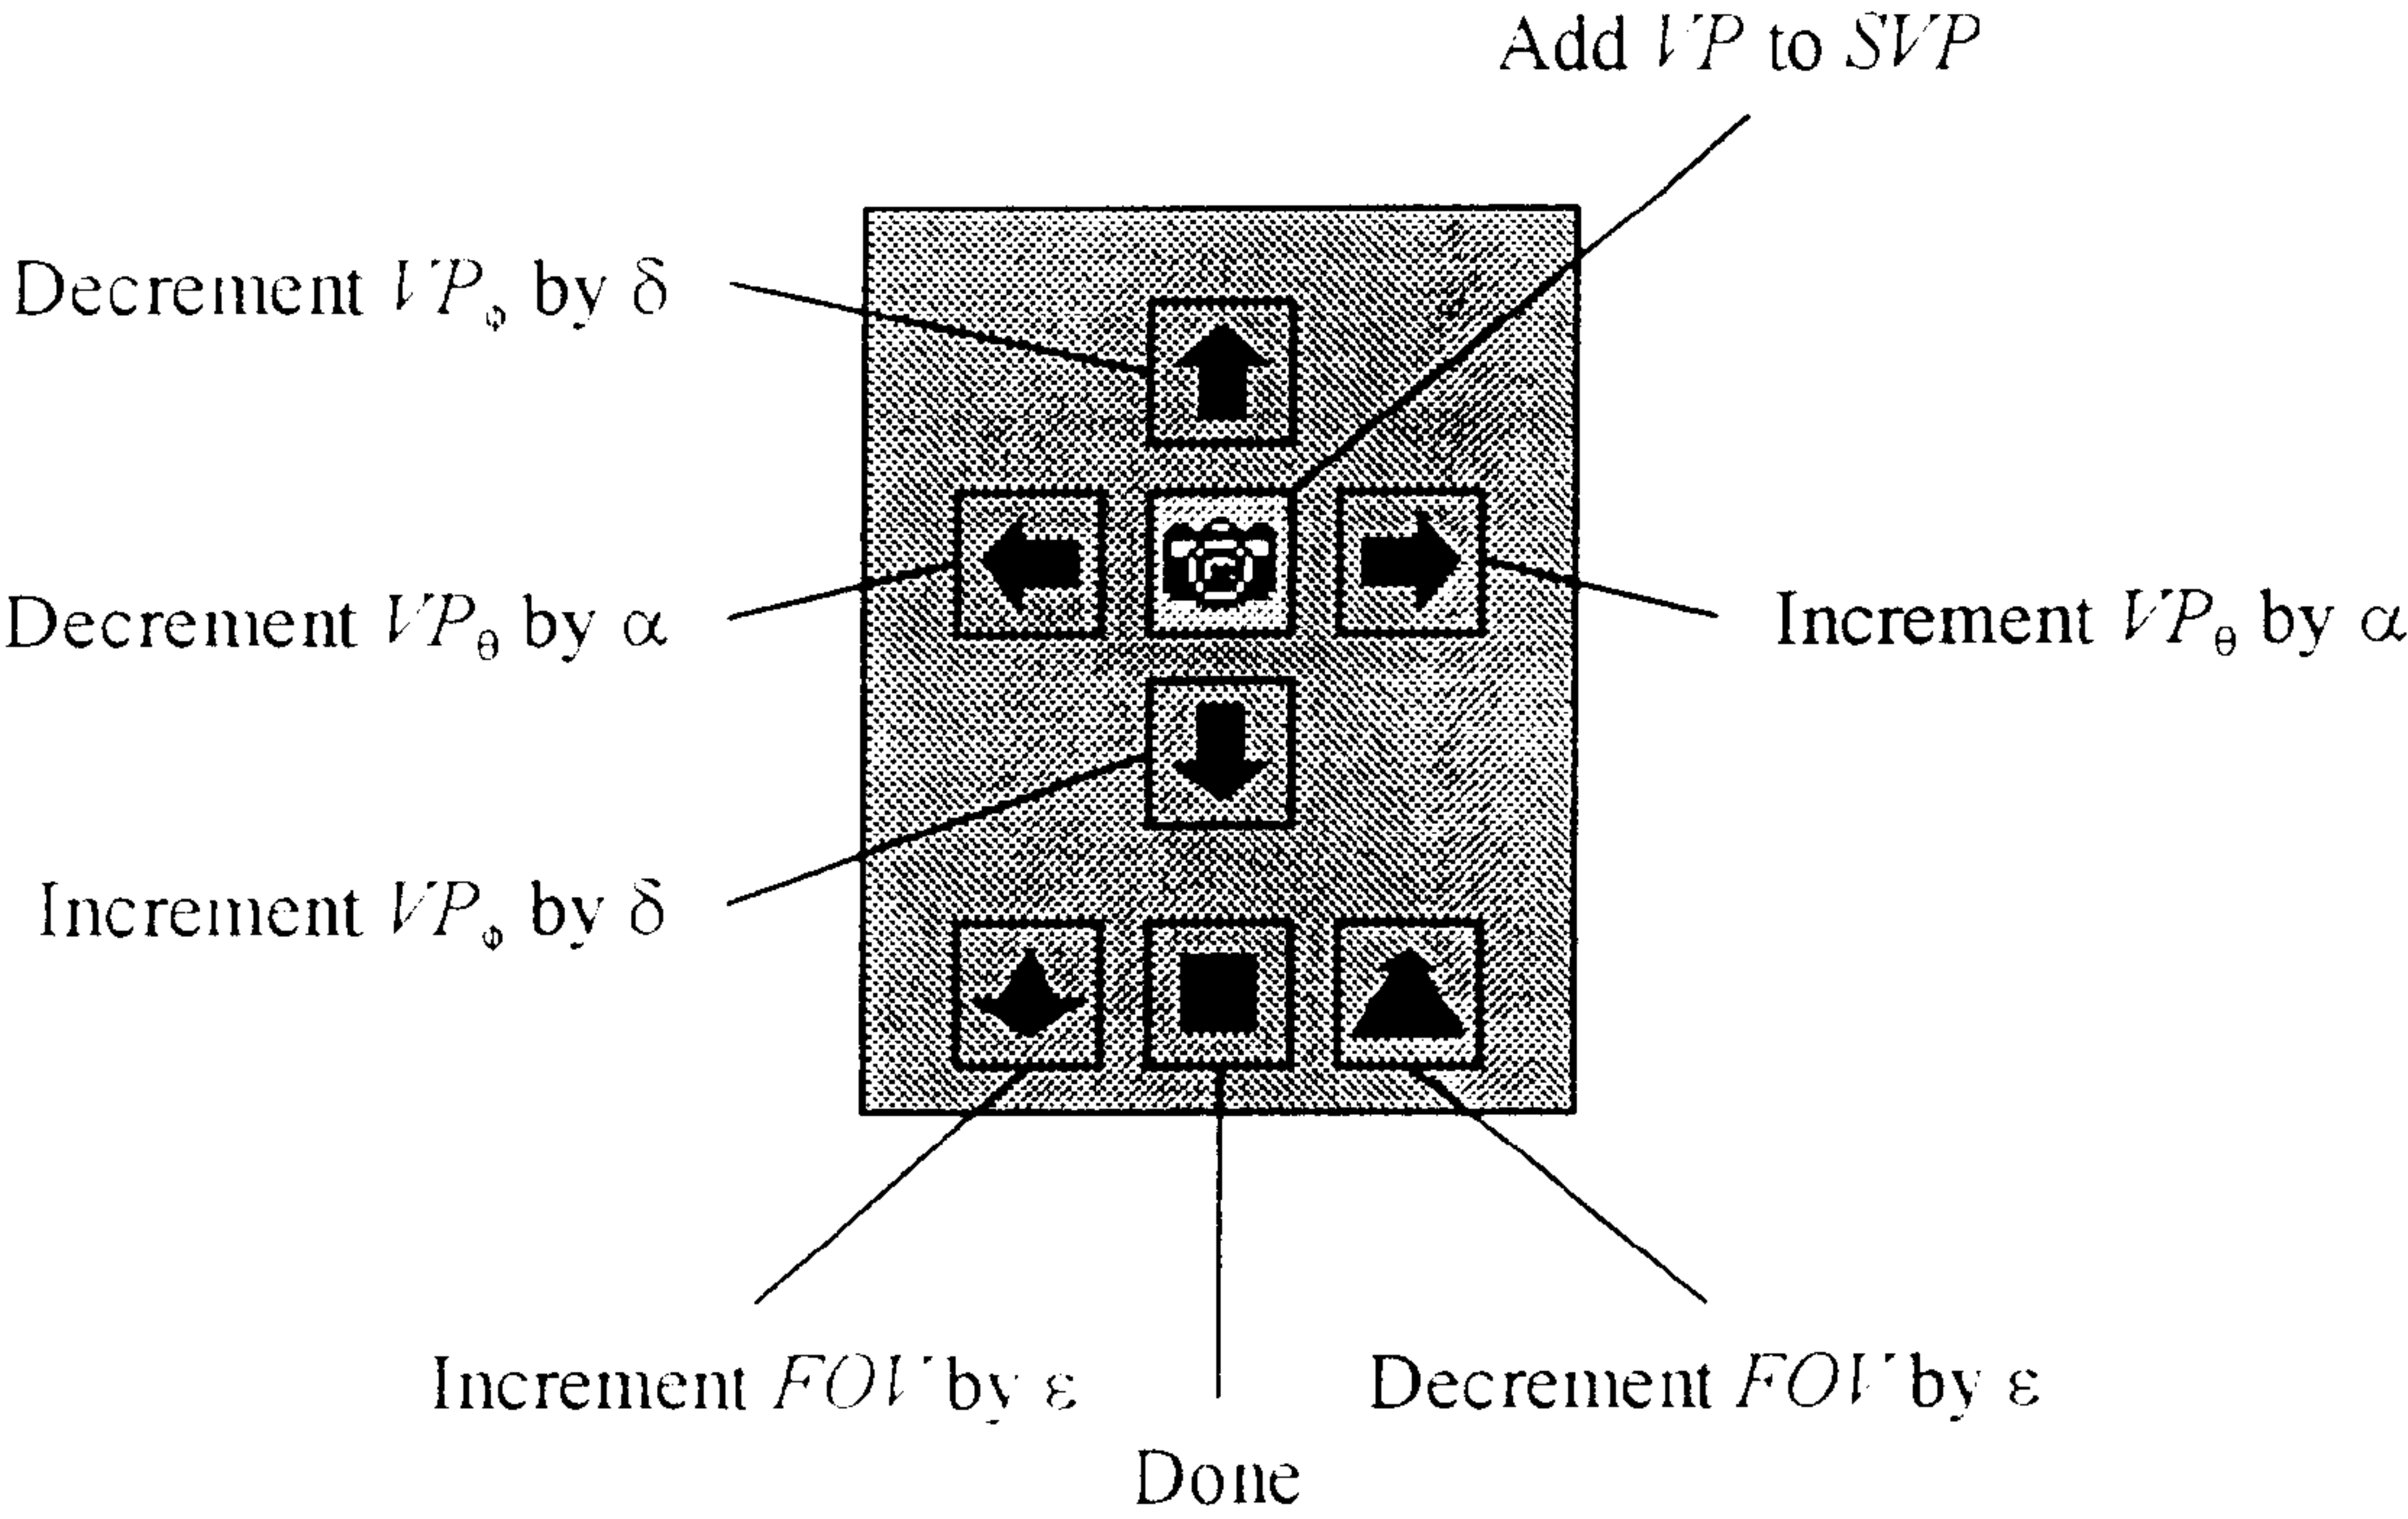 Add VP to SVP
Decrement VPφ by δ
Decrement VPθ by α
Increment VPθ by α
Increment VPφ by δ
Increment FOV by ε
Decrement FOV by ε
Done